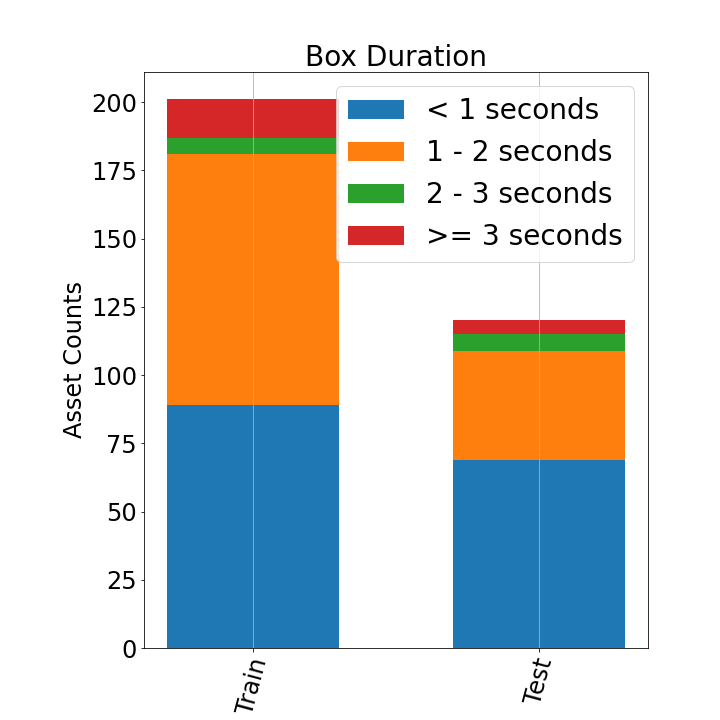 Box Duration
< 1 seconds
1 - 2 seconds
2 - 3 seconds
>= 3 seconds
Asset Counts
200
175
150
125
100
75
50
25
0
Train
Test